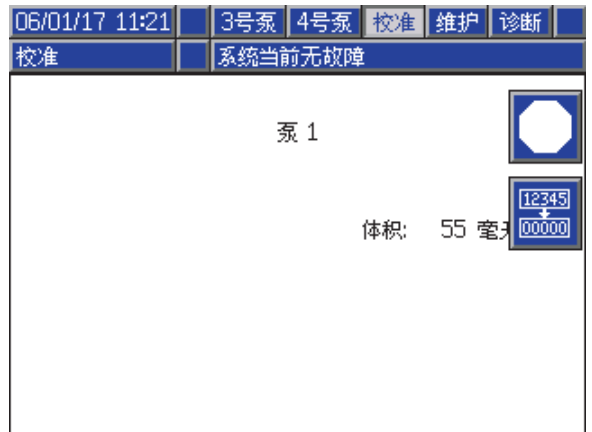 06/01/17 11:21 3号泵 4号泵 校准 维护 诊断
校准 系统当前无故障
泵 1
12345
体积: 55 毫
00000